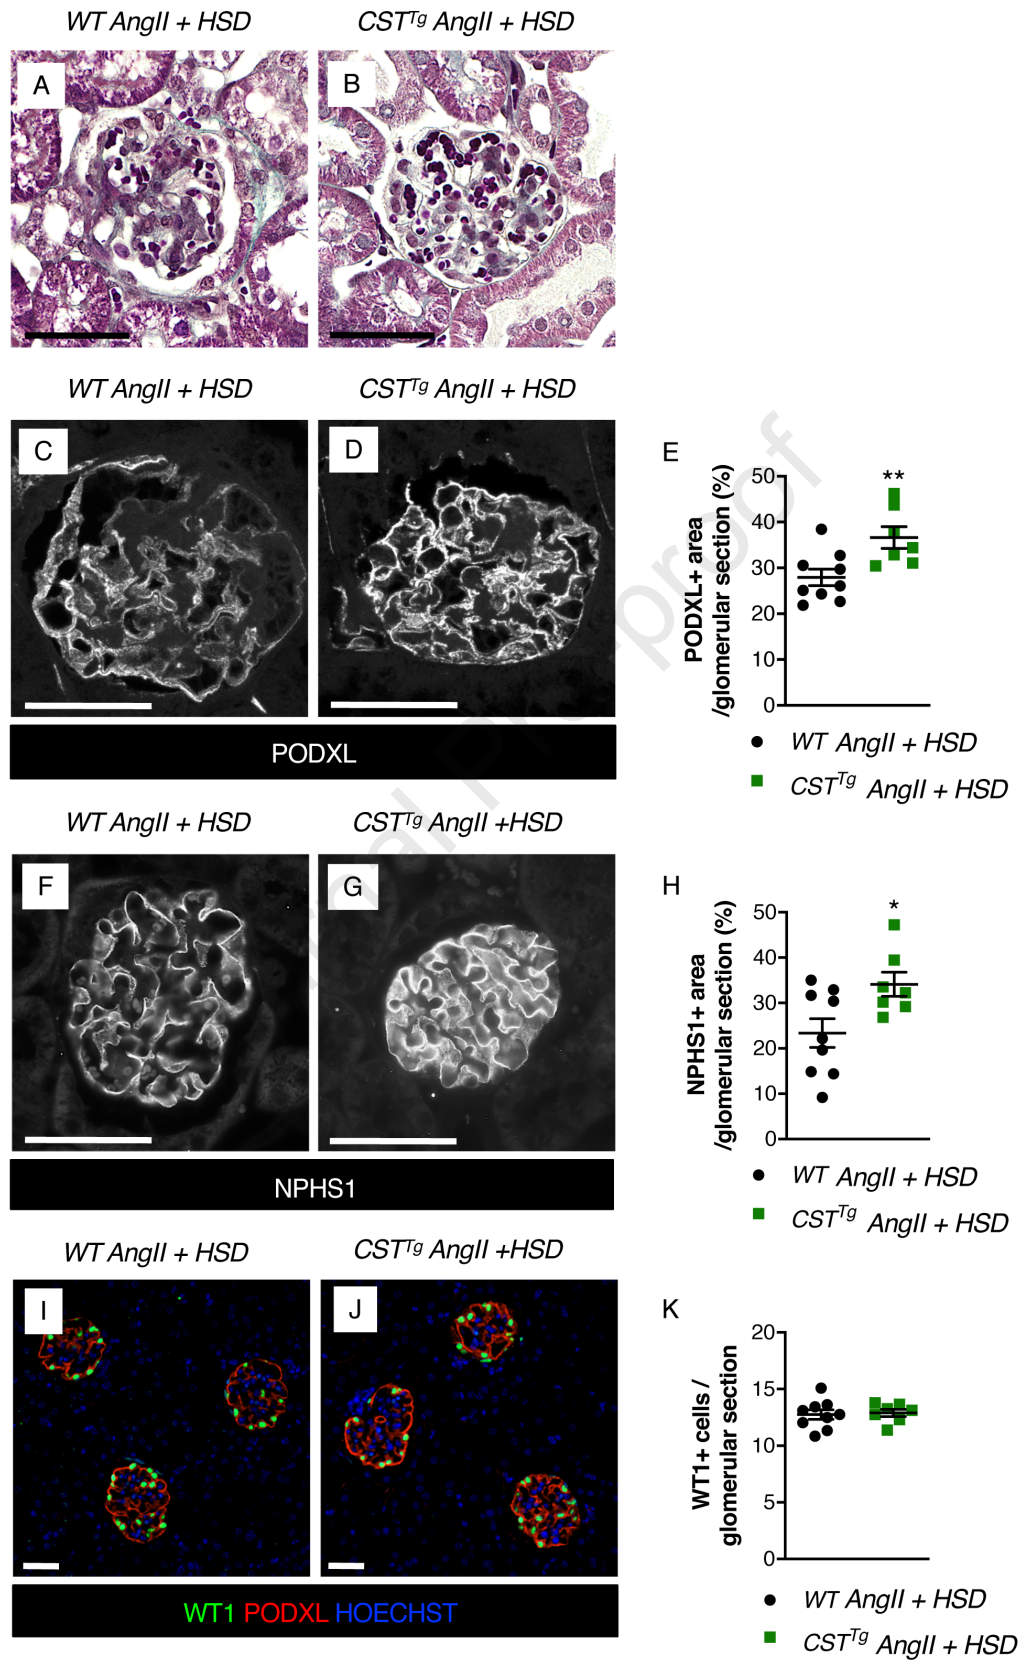 WT AngII + HSD
CST^Tg AngII + HSD
A
B
WT AngII + HSD
CST^Tg AngII + HSD
C
D
PODXL
E
PODXL+ area
/glomerular section (%)
50
40
30
20
10
0
**
WT AngII + HSD
CST^Tg AngII + HSD
WT AngII + HSD
CST^Tg AngII +HSD
F
G
NPHS1
H
NPHS1+ area
/glomerular section (%)
50
40
30
20
10
0
*
WT AngII + HSD
CST^Tg AngII + HSD
WT AngII + HSD
CST^Tg AngII +HSD
I
J
WT1 PODXL HOECHST
K
WT1+ cells /
glomerular section
20
15
10
5
0
WT AngII + HSD
CST^Tg AngII + HSD